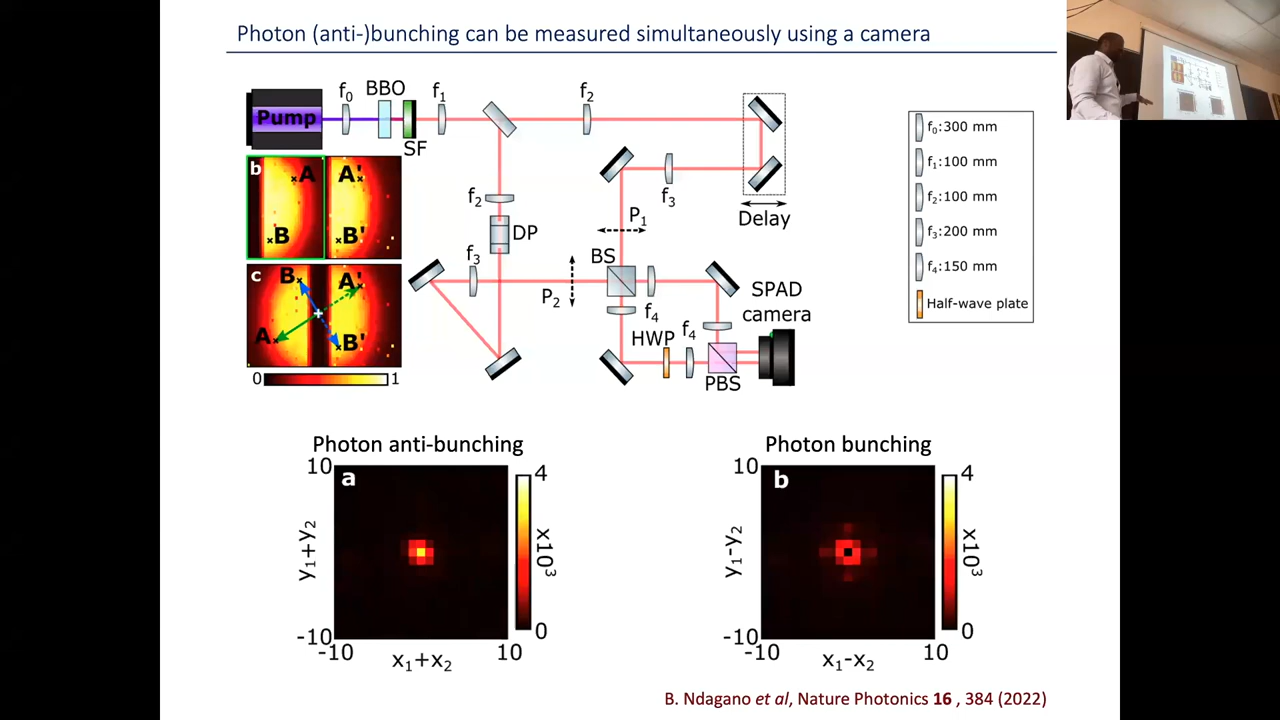 Photon (anti-)bunching can be measured simultaneously using a camera
Pump
f0
BBO
SF
f1
f2
f3
Delay
P1
f2
DP
f3
P2
BS
f4
HWP
f4
PBS
SPAD
camera
b
A
A'
B
B'
c
B
A'
A
B'
0
1
f0:300 mm
f1:100 mm
f2:100 mm
f3:200 mm
f4:150 mm
Half-wave plate
Photon anti-bunching
10
a
4
y1+y2
x10³
-10
0
-10
x1+x2
10
Photon bunching
10
b
4
y1-y2
x10³
-10
0
-10
x1-x2
10
B. Ndagano et al, Nature Photonics 16 , 384 (2022)